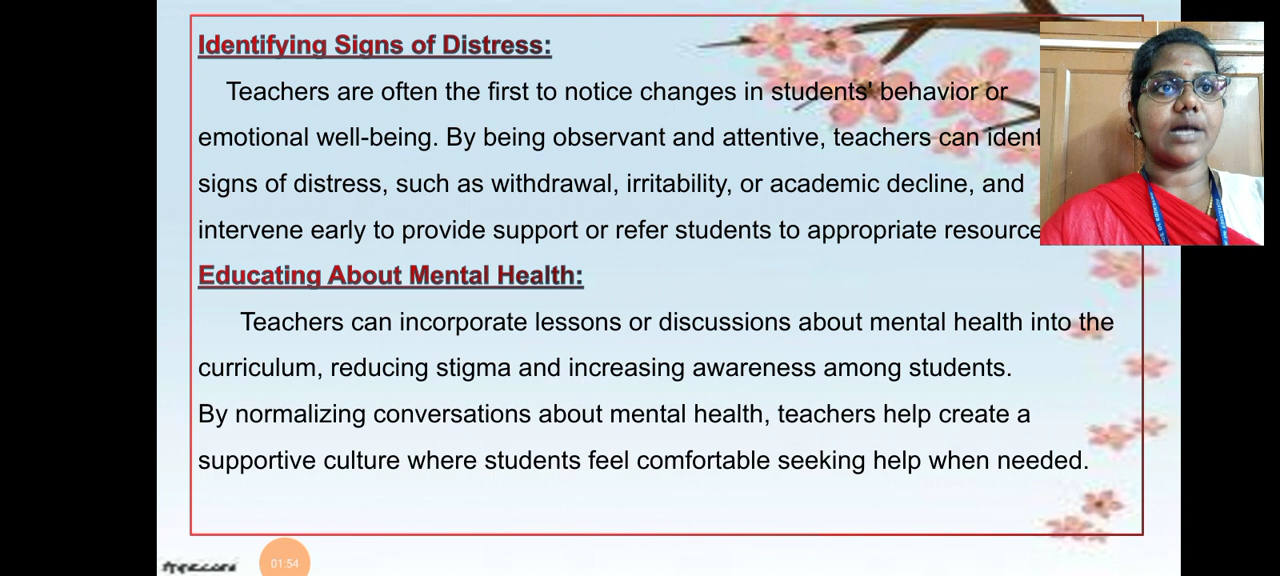 Identifying Signs of Distress:
Teachers are often the first to notice changes in students' behavior or
emotional well-being. By being observant and attentive, teachers can ident
signs of distress, such as withdrawal, irritability, or academic decline, and
intervene early to provide support or refer students to appropriate resource
Educating About Mental Health:
Teachers can incorporate lessons or discussions about mental health into the
curriculum, reducing stigma and increasing awareness among students.
By normalizing conversations about mental health, teachers help create a
supportive culture where students feel comfortable seeking help when needed.
01:54